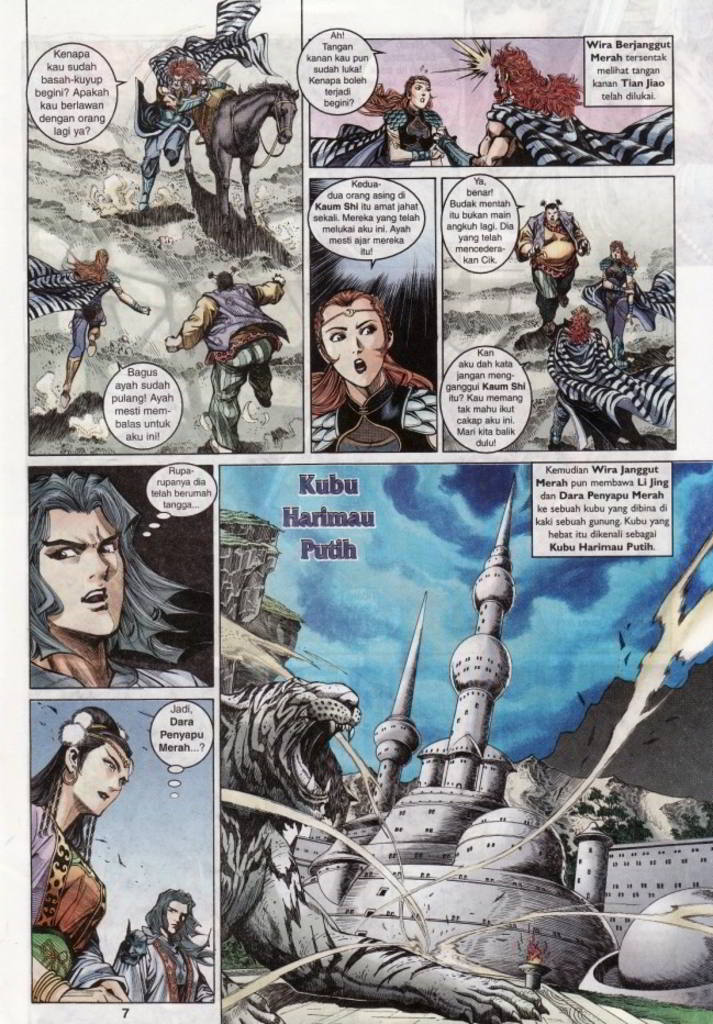 Kenapa
kau sudah
basah-kuyup
begini? Apakah
kau berlawan
dengan orang
lagi ya?
Bagus
ayah sudah
pulang! Ayah
mesti mem-
balas untuk
aku ini!
Ah!
Tangan
kanan kau pun
sudah luka!
Kenapa boleh
terjadi
begini?
Wira Berjanggut
Merah tersentak
melihat tangan
kanan Tian Jiao
telah dilukai.
Kedua-
dua orang asing di
Kaum Shi itu amat jahat
sekali. Mereka yang telah
melukai aku ini. Ayah
mesti ajar mereka
itu!
Ya,
benar!
Budak mentah
itu bukan main
angkuh lagi. Dia
yang telah
mencedera-
kan Cik.
Kan
aku dah kata
jangan meng-
ganggui Kaum Shi
itu? Kau memang
tak mahu ikut
cakap aku ini.
Mari kita balik
dulu!
Rupa-
rupanya dia
telah berumah
tangga...
Jadi,
Dara
Penyapu
Merah...?
Kubu
Harimau
Putih
Kemudian Wira Janggut
Merah pun membawa Li Jing
dan Dara Penyapu Merah
ke sebuah kubu yang dibina di
kaki sebuah gunung. Kubu yang
hebat itu dikenali sebagai
Kubu Harimau Putih.
7